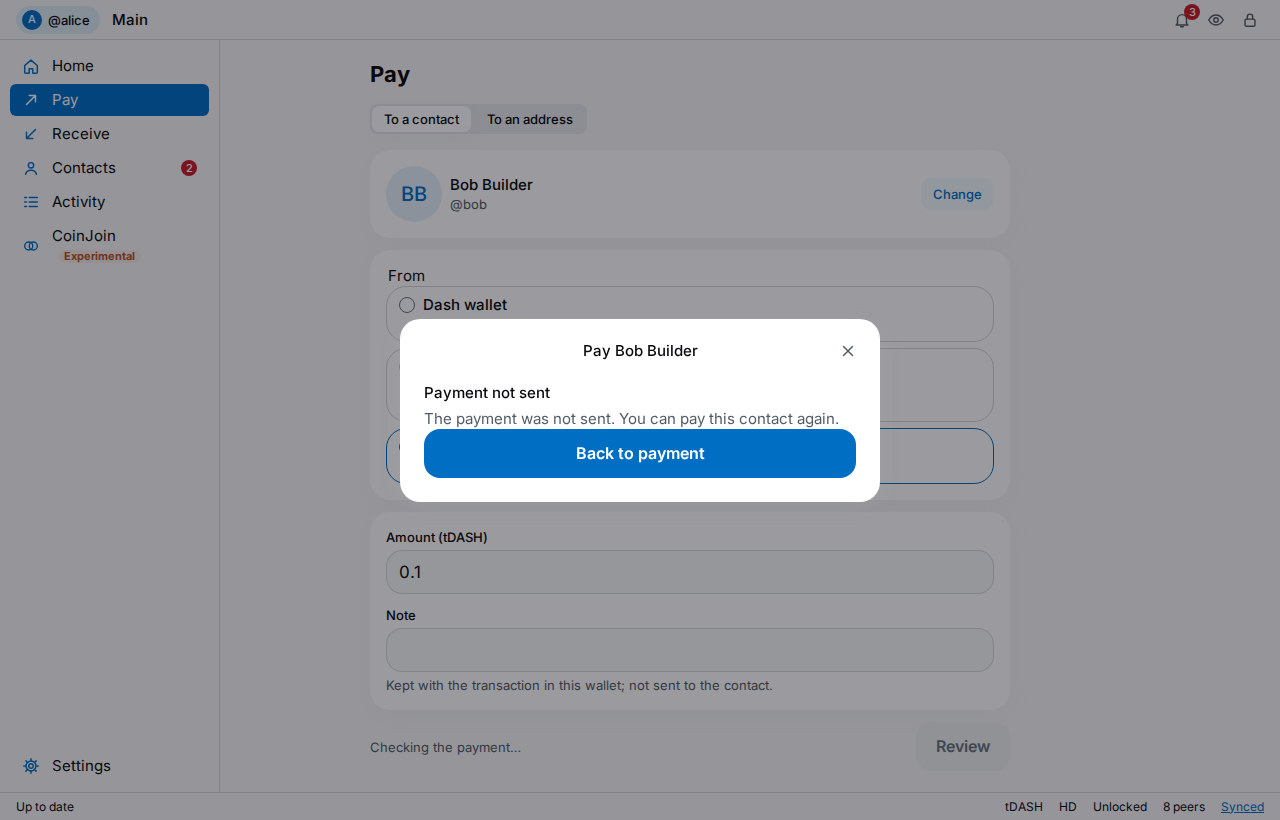 A @alice Main 3
Home
Pay
Receive
Contacts 2
Activity
CoinJoin
Experimental
Settings
Pay
To a contact To an address
BB Bob Builder
@bob
Change
From
Dash wallet
Pay Bob Builder
Payment not sent
The payment was not sent. You can pay this contact again.
Back to payment
Amount (tDASH)
0.1
Note
Kept with the transaction in this wallet; not sent to the contact.
Checking the payment...
Review
Up to date tDASH HD Unlocked 8 peers Synced